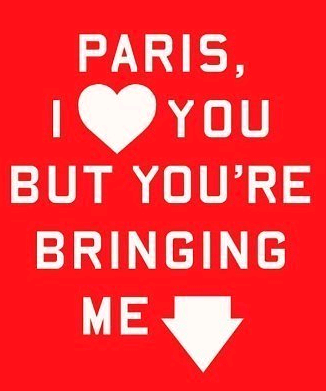 PARIS,
I ♥ YOU
BUT YOU'RE
BRINGING
ME ⬇